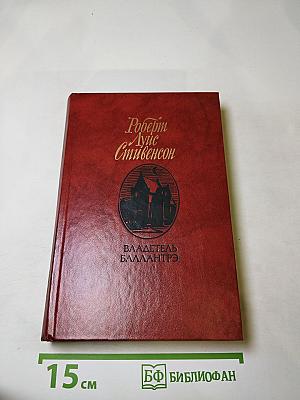 Роберт
Луис
Стивенсон
ВЛАДЕТЕЛЬ
БАЛЛАНТРЭ
15 см
БФ БИБЛИОФАН